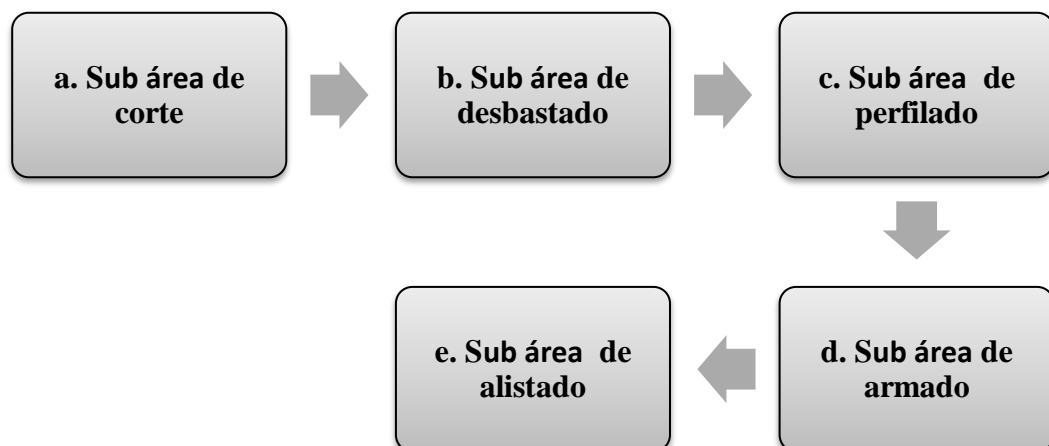 a. Sub área de
corte
b. Sub área de
desbastado
c. Sub área  de
perfilado
d. Sub área de
armado
e. Sub área  de
alistado